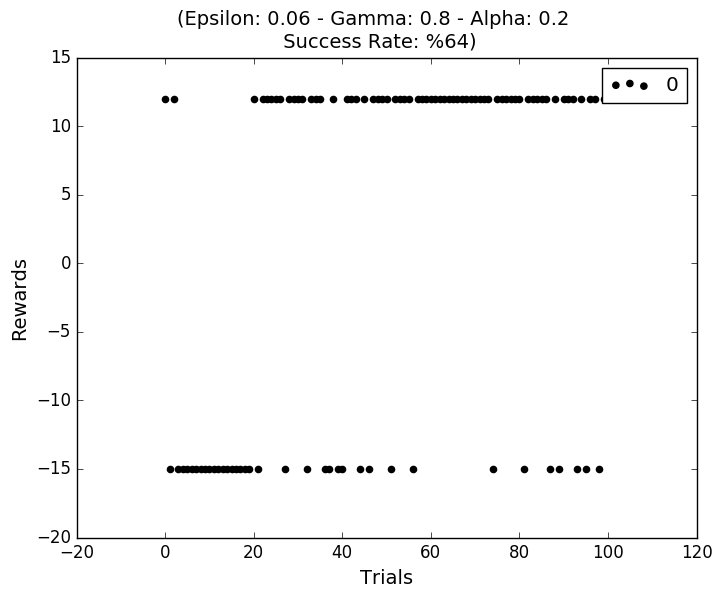 (Epsilon: 0.06 - Gamma: 0.8 - Alpha: 0.2
Success Rate: %64)
15
10
5
0
−5
−10
−15
−20
Rewards
0
−20 0 20 40 60 80 100 120
Trials